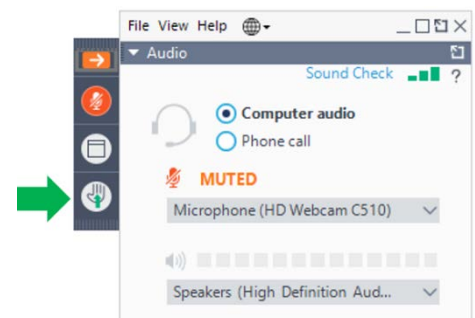 File View Help
Audio
Sound Check ?
Computer audio
Phone call
MUTED
Microphone (HD Webcam C510)
Speakers (High Definition Aud...